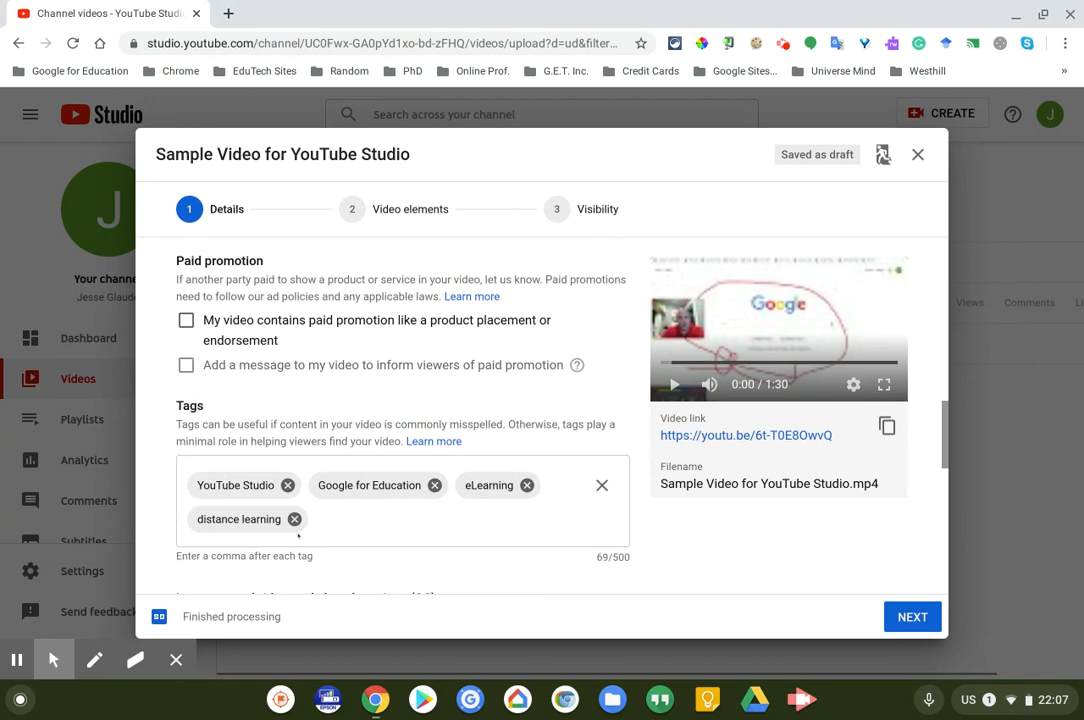 Channel videos - YouTube Studio
studio.youtube.com/channel/UC0Fwx-GA0pYd1xo-bd-zFHQ/videos/upload?d=ud&filter...
Google for Education Chrome EduTech Sites Random PhD Online Prof. G.E.T. Inc. Credit Cards Google Sites... Universe Mind Westhill »
Studio
Search across your channel
CREATE
J
Sample Video for YouTube Studio
Saved as draft
1 Details 2 Video elements 3 Visibility
J
Your chann
Jesse Glaud
Dashboard
Videos
Playlists
Analytics
Comments
Subtitles
Settings
Send feedback
Views Comments Li
Paid promotion
If another party paid to show a product or service in your video, let us know. Paid promotions
need to follow our ad policies and any applicable laws. Learn more
My video contains paid promotion like a product placement or
endorsement
Add a message to my video to inform viewers of paid promotion
Tags
Tags can be useful if content in your video is commonly misspelled. Otherwise, tags play a
minimal role in helping viewers find your video. Learn more
YouTube Studio Google for Education eLearning
distance learning
Enter a comma after each tag
69/500
Google
0:00 / 1:30
Video link
https://youtu.be/6t-T0E8OwvQ
Filename
Sample Video for YouTube Studio.mp4
SD Finished processing
NEXT
EPSON
US 1 22:07